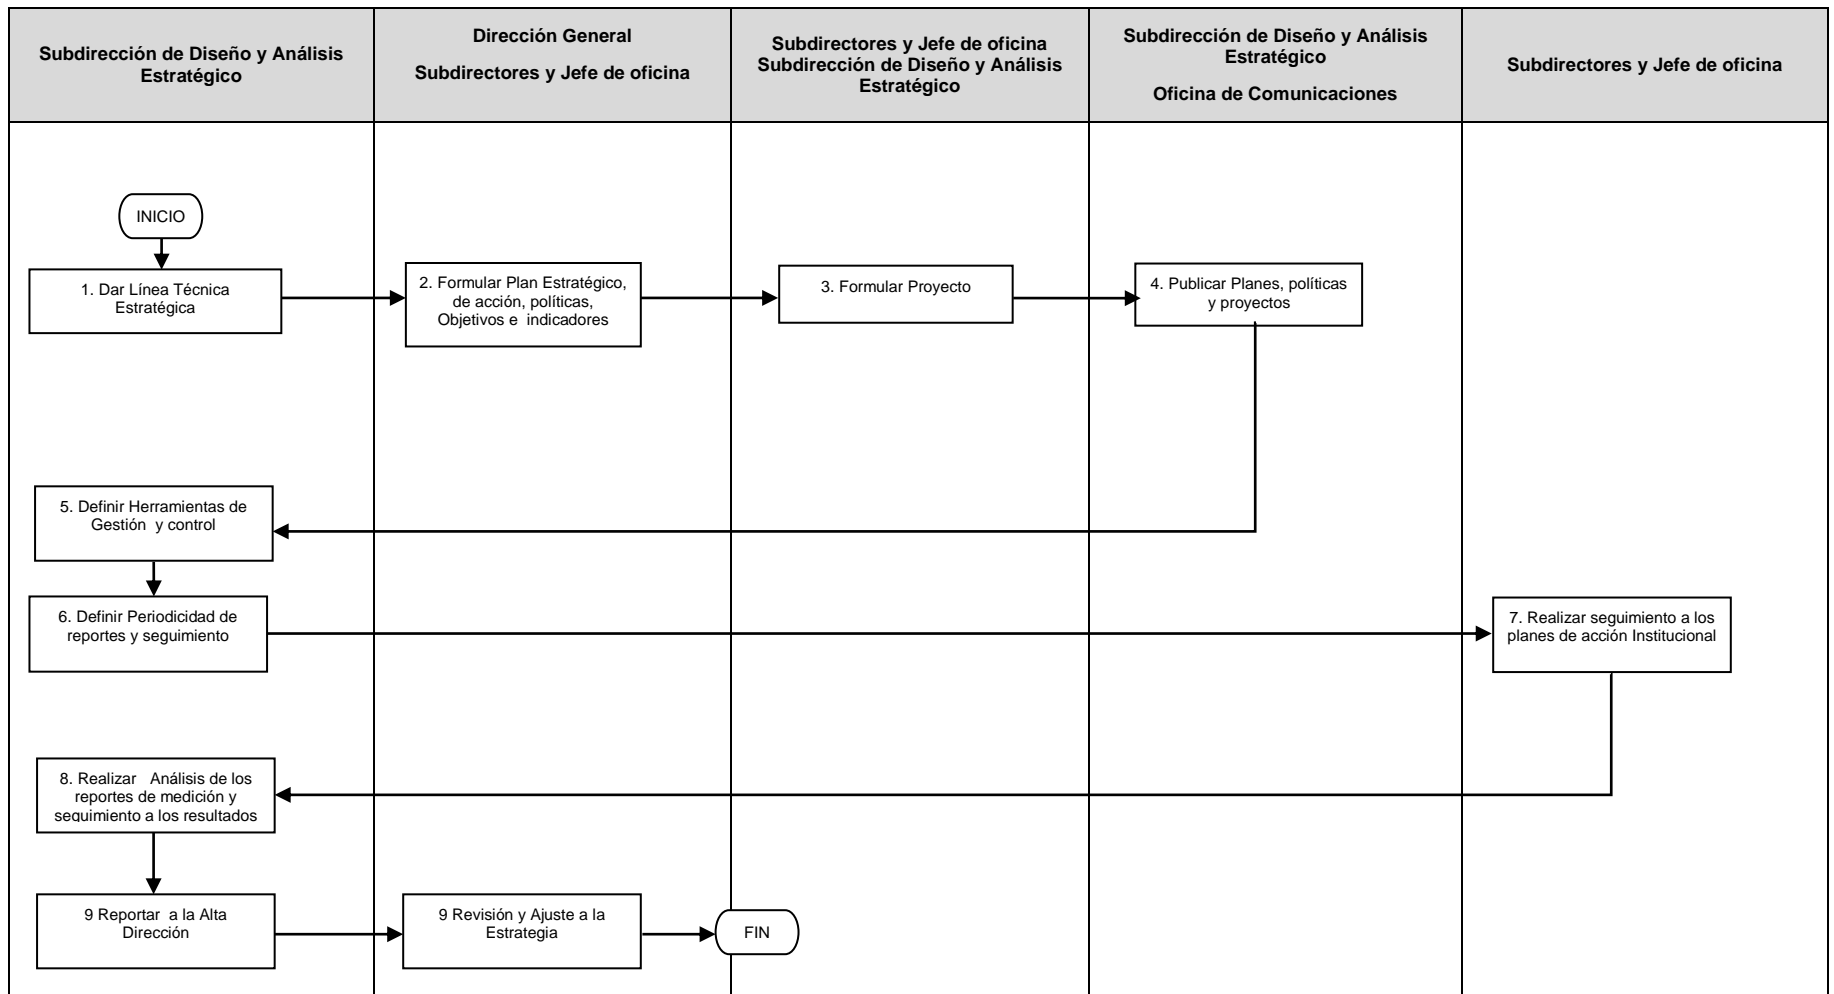 Subdirección de Diseño y Análisis
Estratégico
Dirección General
Subdirectores y Jefe de oficina
Subdirectores y Jefe de oficina
Subdirección de Diseño y Análisis
Estratégico
Subdirección de Diseño y Análisis
Estratégico
Oficina de Comunicaciones
Subdirectores y Jefe de oficina
INICIO
1. Dar Línea Técnica
Estratégica
2. Formular Plan Estratégico,
de acción, políticas,
Objetivos e indicadores
3. Formular Proyecto
4. Publicar Planes, políticas
y proyectos
5. Definir Herramientas de
Gestión y control
6. Definir Periodicidad de
reportes y seguimiento
7. Realizar seguimiento a los
planes de acción Institucional
8. Realizar Análisis de los
reportes de medición y
seguimiento a los resultados
9 Reportar a la Alta
Dirección
9 Revisión y Ajuste a la
Estrategia
FIN